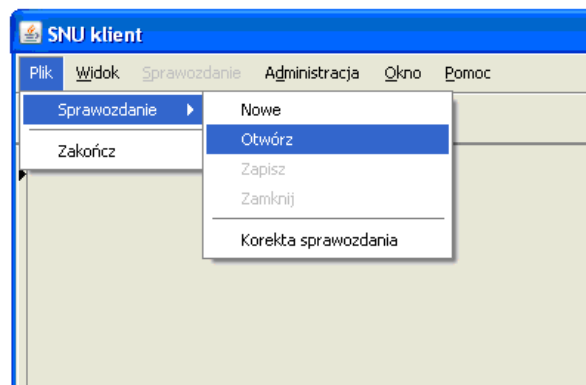 SNU klient
Plik Widok Sprawozdanie Administracja Okno Pomoc
Sprawozdanie
Zakończ
Nowe
Otwórz
Zapisz
Zamknij
Korekta sprawozdania